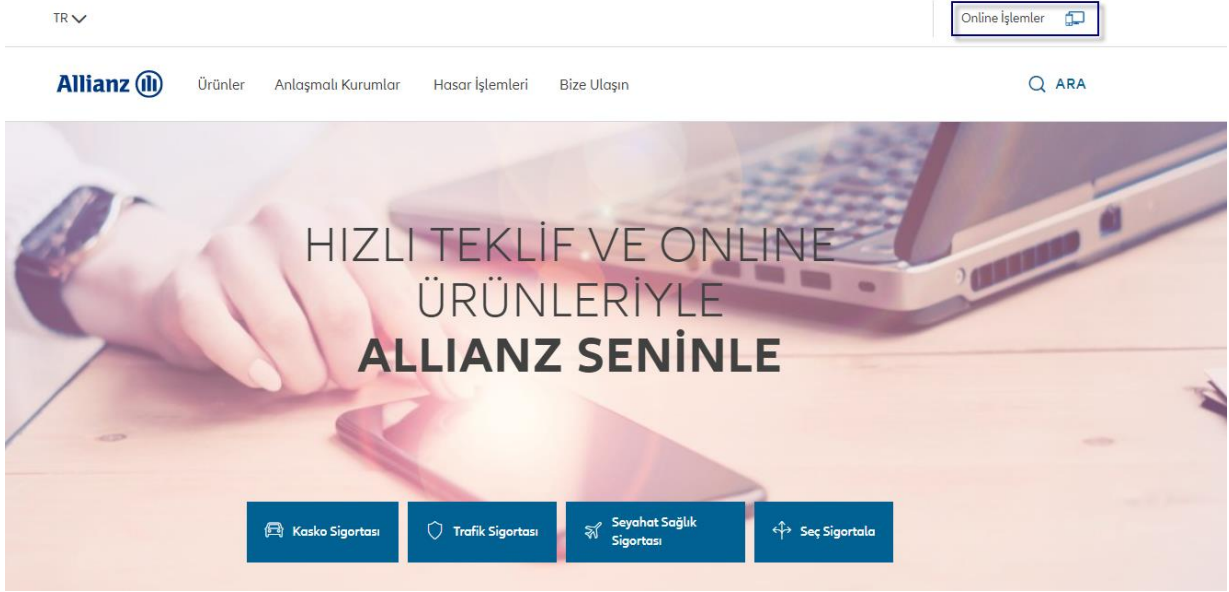 TR
Online İşlemler
Allianz
Ürünler Anlaşmalı Kurumlar Hasar İşlemleri Bize Ulaşın
ARA
HIZLI TEKLİF VE ONLINE
ÜRÜNLERİYLE
ALLIANZ SENİNLE
Kasko Sigortası
Trafik Sigortası
Seyahat Sağlık
Sigortası
Seç Sigortala